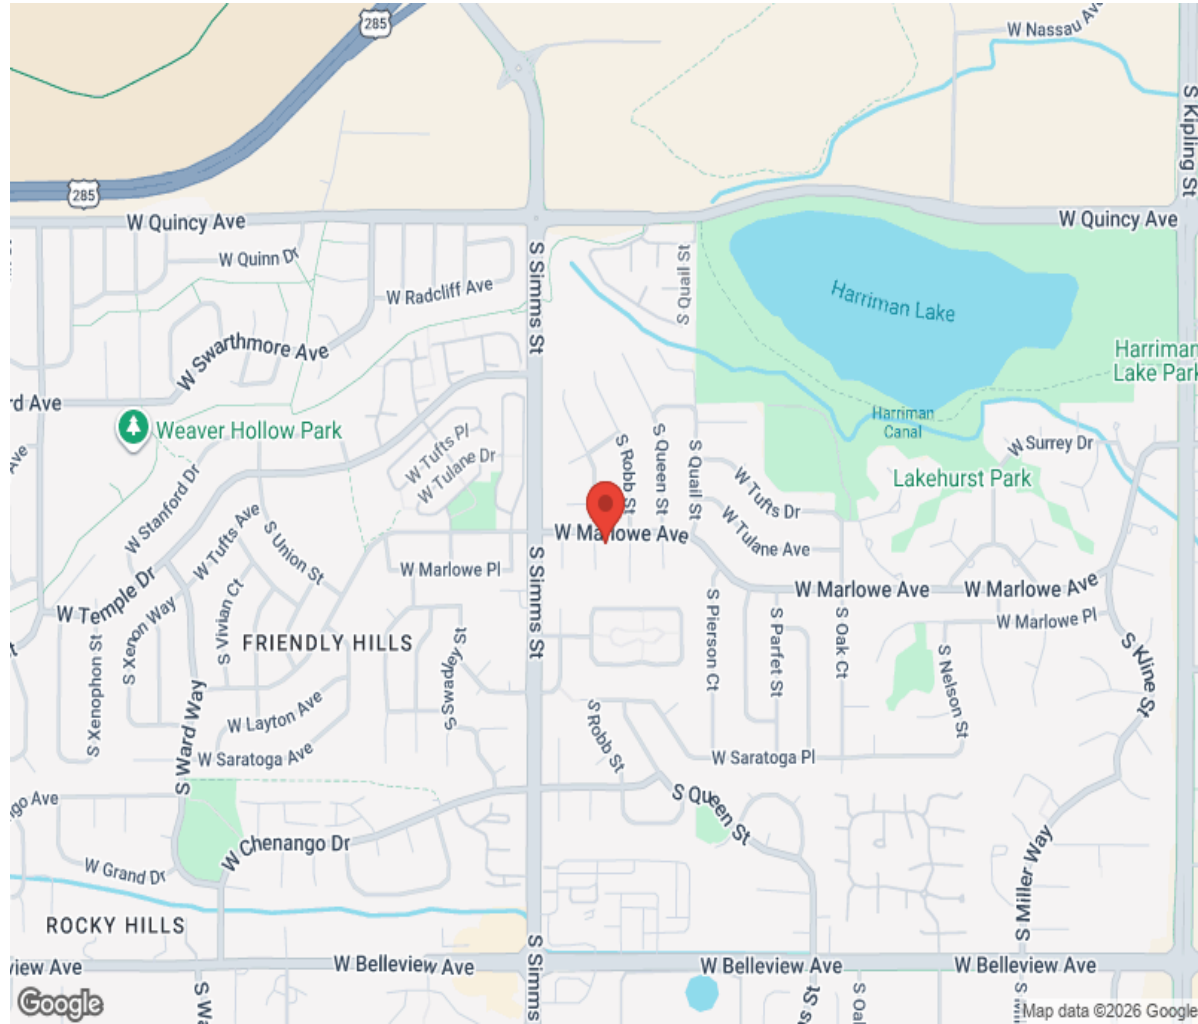 285
W Nassau Ave
S Kipling St
285
W Quincy Ave
W Quincy Ave
W Quinn Dr
S Simms St
S Quail St
W Radcliff Ave
Harriman Lake
W Swarthmore Ave
Harriman
Lake Park
rd Ave
Weaver Hollow Park
Harriman
Canal
W Tufts Pl
W Tulane Dr
S Robb St
S Queen St
S Quail St
W Surrey Dr
Ave
W Stanford Dr
W Tufts Dr
Lakehurst Park
W Tufts Ave
S Union St
W Tulane Ave
W Marlowe Ave
S Simms St
W Marlowe Pl
W Temple Dr
W Marlowe Ave
W Marlowe Ave
S Xenon Way
S Vivian Ct
S Xenophon St
FRIENDLY HILLS
S Swadley St
S Pierson Ct
S Parfet St
S Oak Ct
W Marlowe Pl
S Nelson St
S Kline St
S Ward Way
W Layton Ave
W Saratoga Ave
S Robb St
W Saratoga Pl
go Ave
S Queen St
W Chenango Dr
W Grand Dr
S Miller Way
ROCKY HILLS
S Simms
view Ave
W Belleview Ave
W Belleview Ave
W Belleview Ave
S Wa
S Oak
Google
Map data ©2026 Google